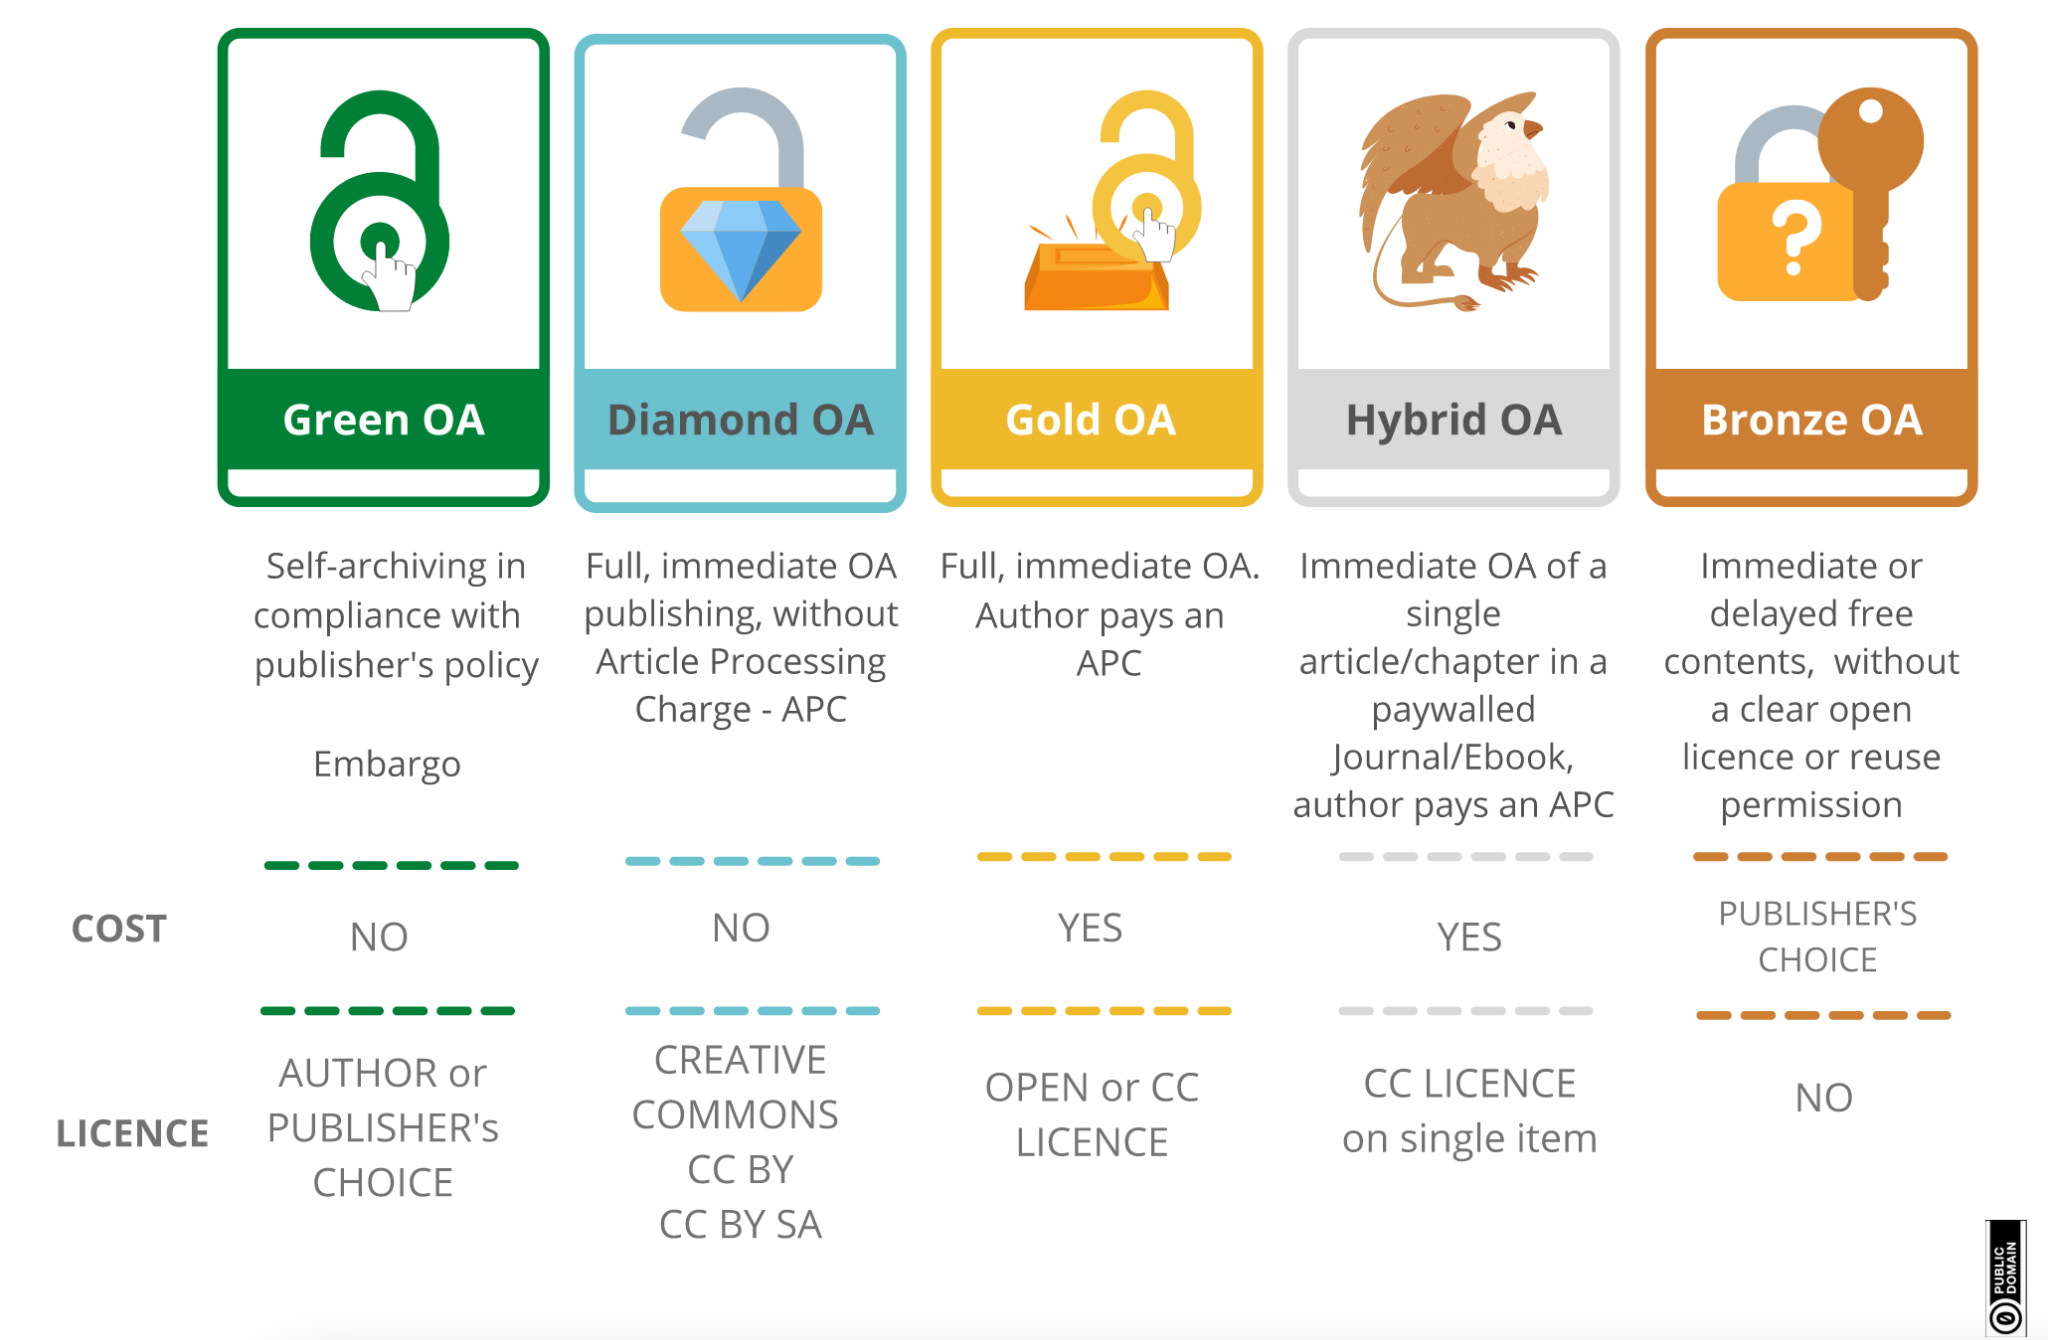 Green OA
Diamond OA
Gold OA
Hybrid OA
Bronze OA
?
Self-archiving in
compliance with
publisher's policy
Embargo
Full, immediate OA
publishing, without
Article Processing
Charge - APC
Full, immediate OA.
Author pays an
APC
Immediate OA of a
single
article/chapter in a
paywalled
Journal/Ebook,
author pays an APC
Immediate or
delayed free
contents, without
a clear open
licence or reuse
permission
COST
NO
NO
YES
YES
PUBLISHER'S
CHOICE
LICENCE
AUTHOR or
PUBLISHER's
CHOICE
CREATIVE
COMMONS
CC BY
CC BY SA
OPEN or CC
LICENCE
CC LICENCE
on single item
NO
0
PUBLIC
DOMAIN